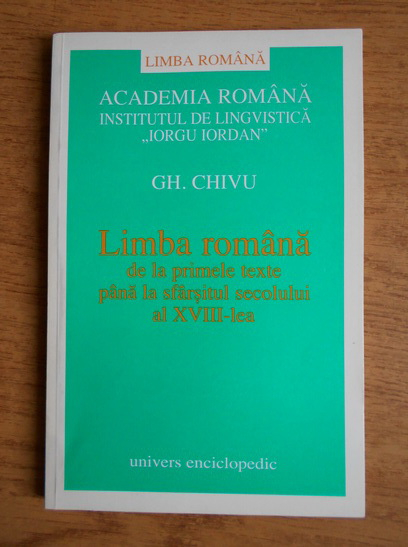 LIMBA ROMÂNĂ
ACADEMIA ROMÂNĂ
INSTITUTUL DE LINGVISTICĂ
„IORGU IORDAN”
GH. CHIVU
Limba română
de la primele texte
până la sfârșitul secolului
al XVIII-lea
univers enciclopedic